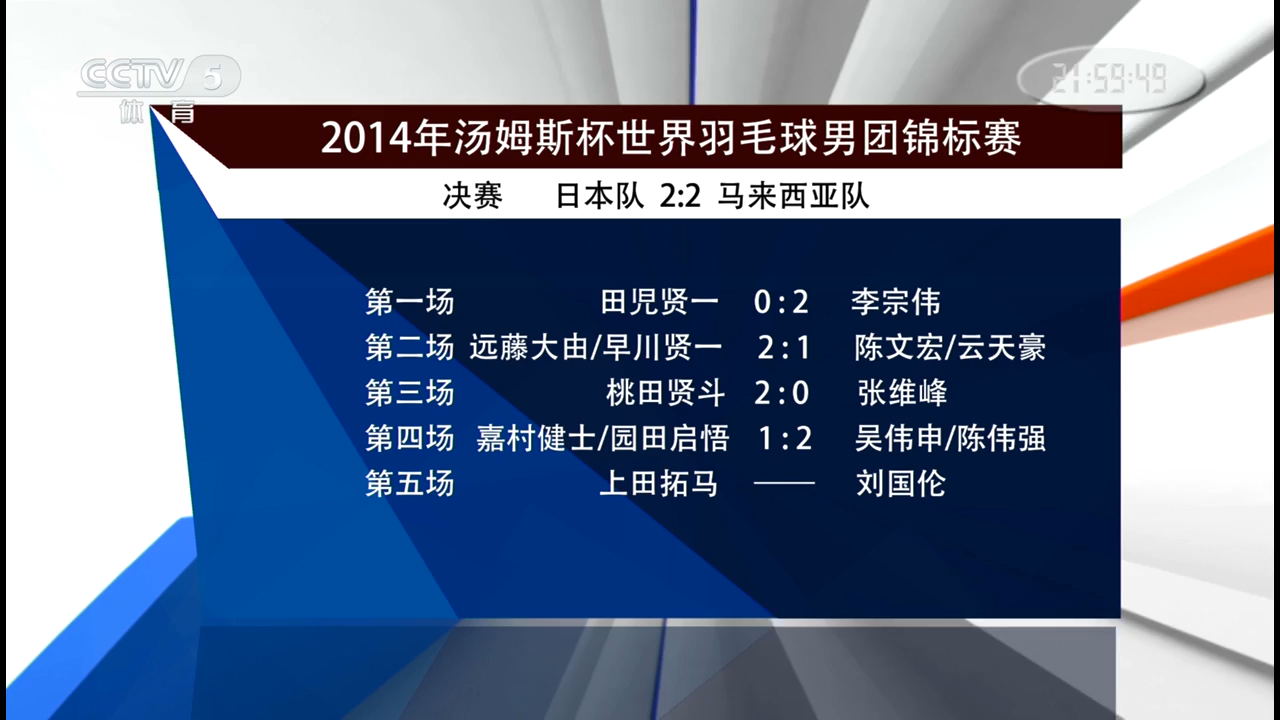 CCTV 5
体育
21:59:49
2014年汤姆斯杯世界羽毛球男团锦标赛
决赛 日本队 2:2 马来西亚队
第一场 田児贤一 0:2 李宗伟
第二场 远藤大由/早川贤一 2:1 陈文宏/云天豪
第三场 桃田贤斗 2:0 张维峰
第四场 嘉村健士/园田启悟 1:2 吴伟申/陈伟强
第五场 上田拓马 —— 刘国伦